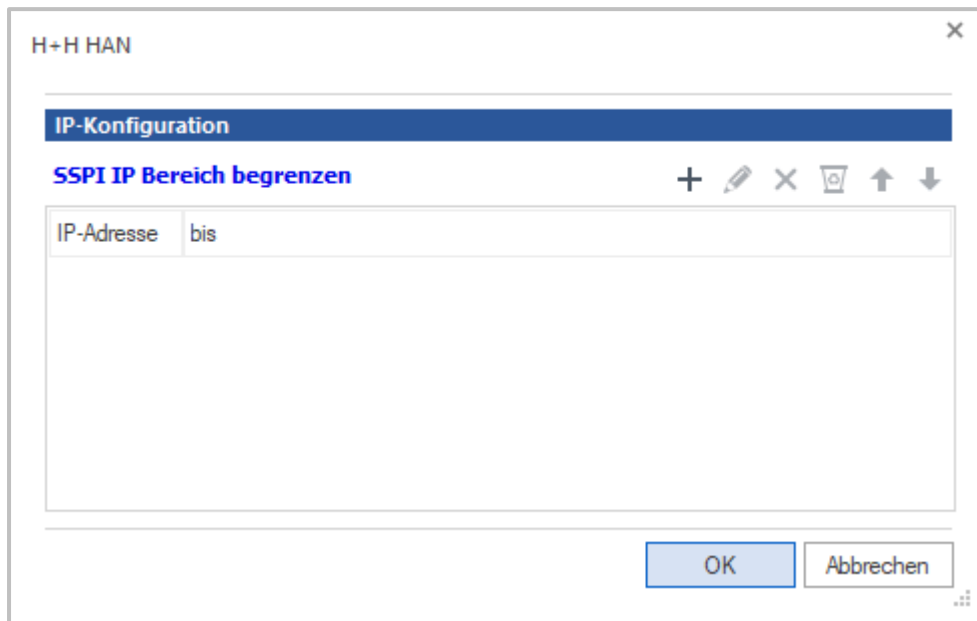 H+H HAN
IP-Konfiguration
SSPI IP Bereich begrenzen
IP-Adresse bis
OK Abbrechen